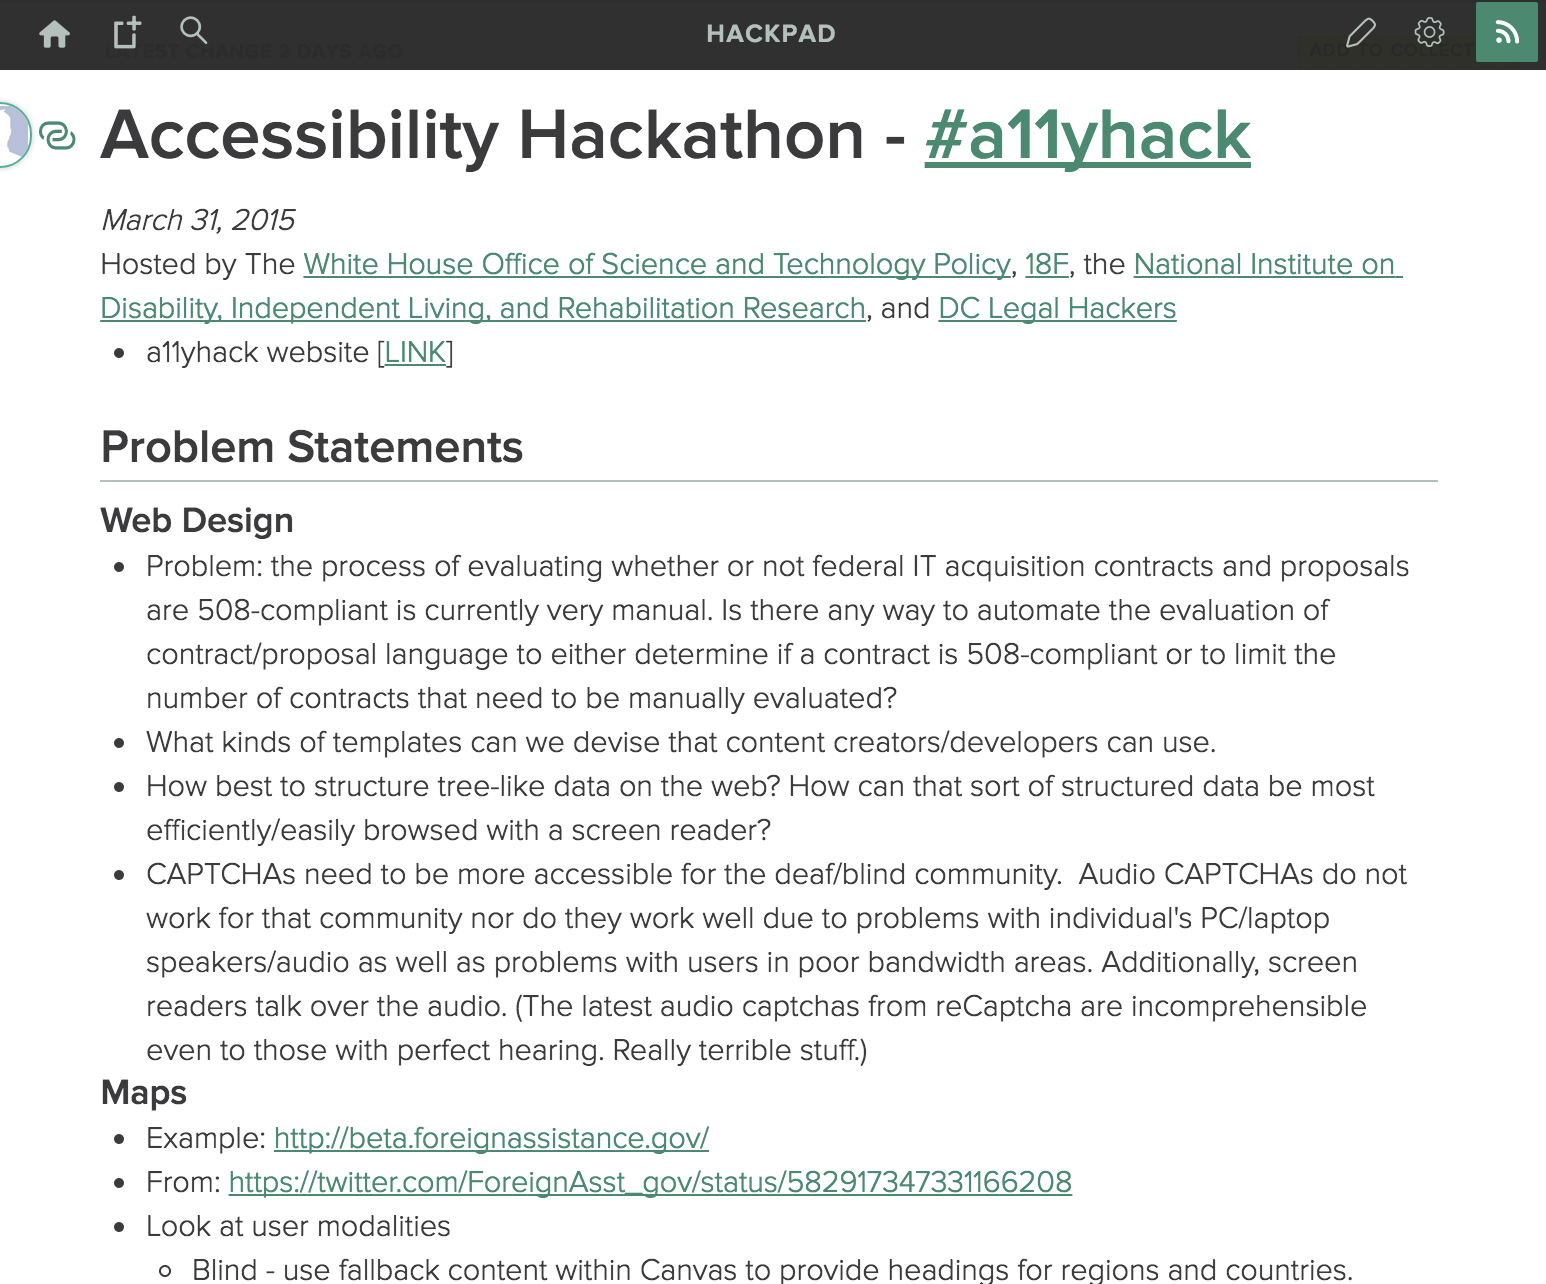 HACKPAD
LATEST CHANGE 2 DAYS AGO
ADD TO COLLECT
Accessibility Hackathon - #a11yhack
March 31, 2015
Hosted by The White House Office of Science and Technology Policy, 18F, the National Institute on
Disability, Independent Living, and Rehabilitation Research, and DC Legal Hackers
• a11yhack website [LINK]
Problem Statements
Web Design
• Problem: the process of evaluating whether or not federal IT acquisition contracts and proposals
are 508-compliant is currently very manual. Is there any way to automate the evaluation of
contract/proposal language to either determine if a contract is 508-compliant or to limit the
number of contracts that need to be manually evaluated?
• What kinds of templates can we devise that content creators/developers can use.
• How best to structure tree-like data on the web? How can that sort of structured data be most
efficiently/easily browsed with a screen reader?
• CAPTCHAs need to be more accessible for the deaf/blind community.  Audio CAPTCHAs do not
work for that community nor do they work well due to problems with individual's PC/laptop
speakers/audio as well as problems with users in poor bandwidth areas. Additionally, screen
readers talk over the audio. (The latest audio captchas from reCaptcha are incomprehensible
even to those with perfect hearing. Really terrible stuff.)
Maps
• Example: http://beta.foreignassistance.gov/
• From: https://twitter.com/ForeignAsst_gov/status/582917347331166208
• Look at user modalities
○ Blind - use fallback content within Canvas to provide headings for regions and countries.